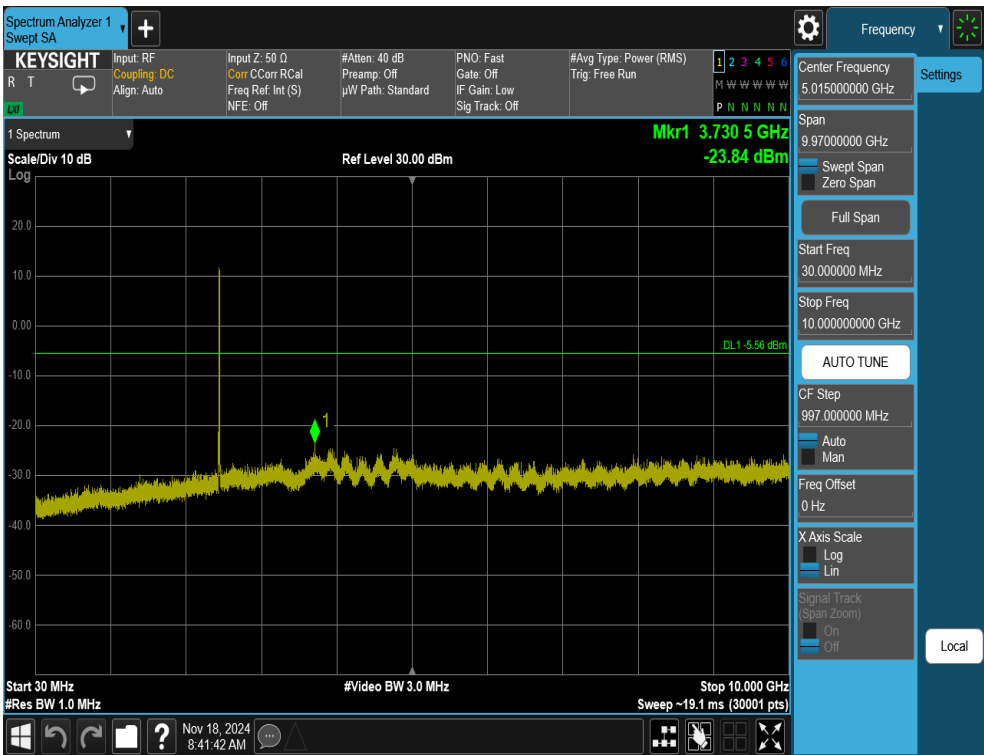 Spectrum Analyzer 1
Swept SA
Frequency
KEYSIGHT
R T
LXI
Input: RF
Coupling: DC
Align: Auto
Input Z: 50 Ω
Corr CCorr RCal
Freq Ref: Int (S)
NFE: Off
#Atten: 40 dB
Preamp: Off
µW Path: Standard
PNO: Fast
Gate: Off
IF Gain: Low
Sig Track: Off
#Avg Type: Power (RMS)
Trig: Free Run
1 2 3 4 5 6
M W W W W W
P N N N N N
1 Spectrum
Scale/Div 10 dB
Log
Ref Level 30.00 dBm
Mkr1 3.730 5 GHz
-23.84 dBm
20.0
10.0
0.00
DL1 -5.56 dBm
-10.0
-20.0
1
-30.0
-40.0
-50.0
-60.0
Start 30 MHz
#Res BW 1.0 MHz
#Video BW 3.0 MHz
Stop 10.000 GHz
Sweep ~19.1 ms (30001 pts)
Center Frequency
5.015000000 GHz
Settings
Span
9.97000000 GHz
Swept Span
Zero Span
Full Span
Start Freq
30.000000 MHz
Stop Freq
10.000000000 GHz
AUTO TUNE
CF Step
997.000000 MHz
Auto
Man
Freq Offset
0 Hz
X Axis Scale
Log
Lin
Signal Track
(Span Zoom)
On
Off
Local
?
Nov 18, 2024
8:41:42 AM